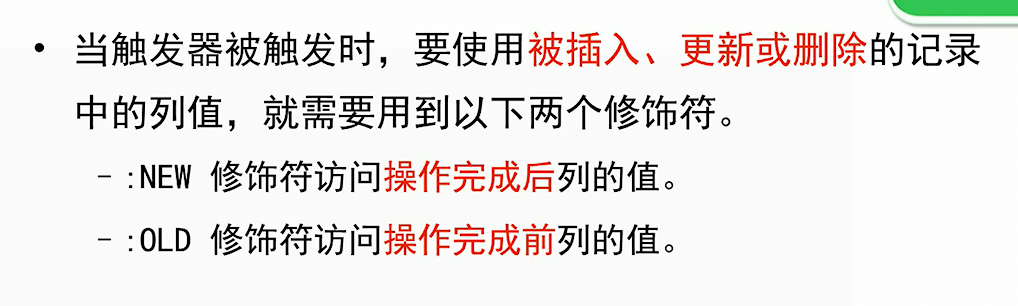 • 当触发器被触发时，要使用被插入、更新或删除的记录
中的列值，就需要用到以下两个修饰符。
– :NEW 修饰符访问操作完成后列的值。
– :OLD 修饰符访问操作完成前列的值。